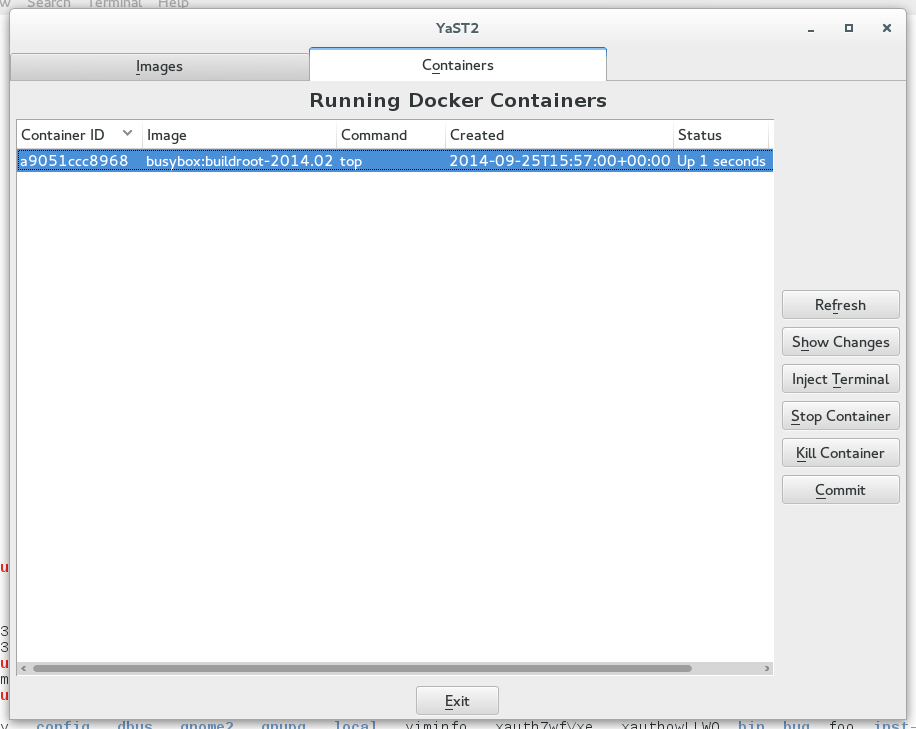 Search Terminal Help
YaST2
Images Containers
Running Docker Containers
Container ID Image Command Created Status
a9051ccc8968 busybox:buildroot-2014.02 top 2014-09-25T15:57:00+00:00 Up 1 seconds
Refresh
Show Changes
Inject Terminal
Stop Container
Kill Container
Commit
u
3
3
u
m
u
Exit
.config .dbus .gnome2 .gnupg .local .viminfo bin bug foo inst-